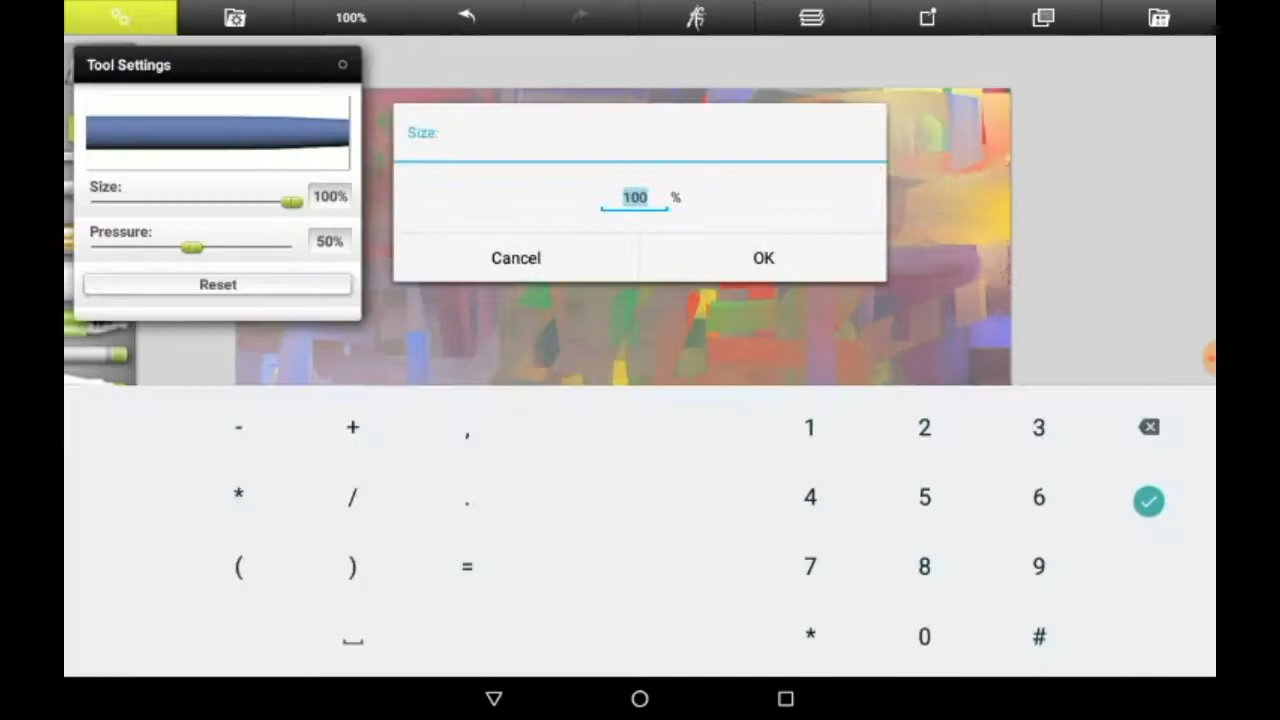 100%
Tool Settings
Size:
100%
Pressure:
50%
Reset
Size:
100 %
Cancel OK
- + , 1 2 3
* / . 4 5 6
( ) = 7 8 9
* 0 #